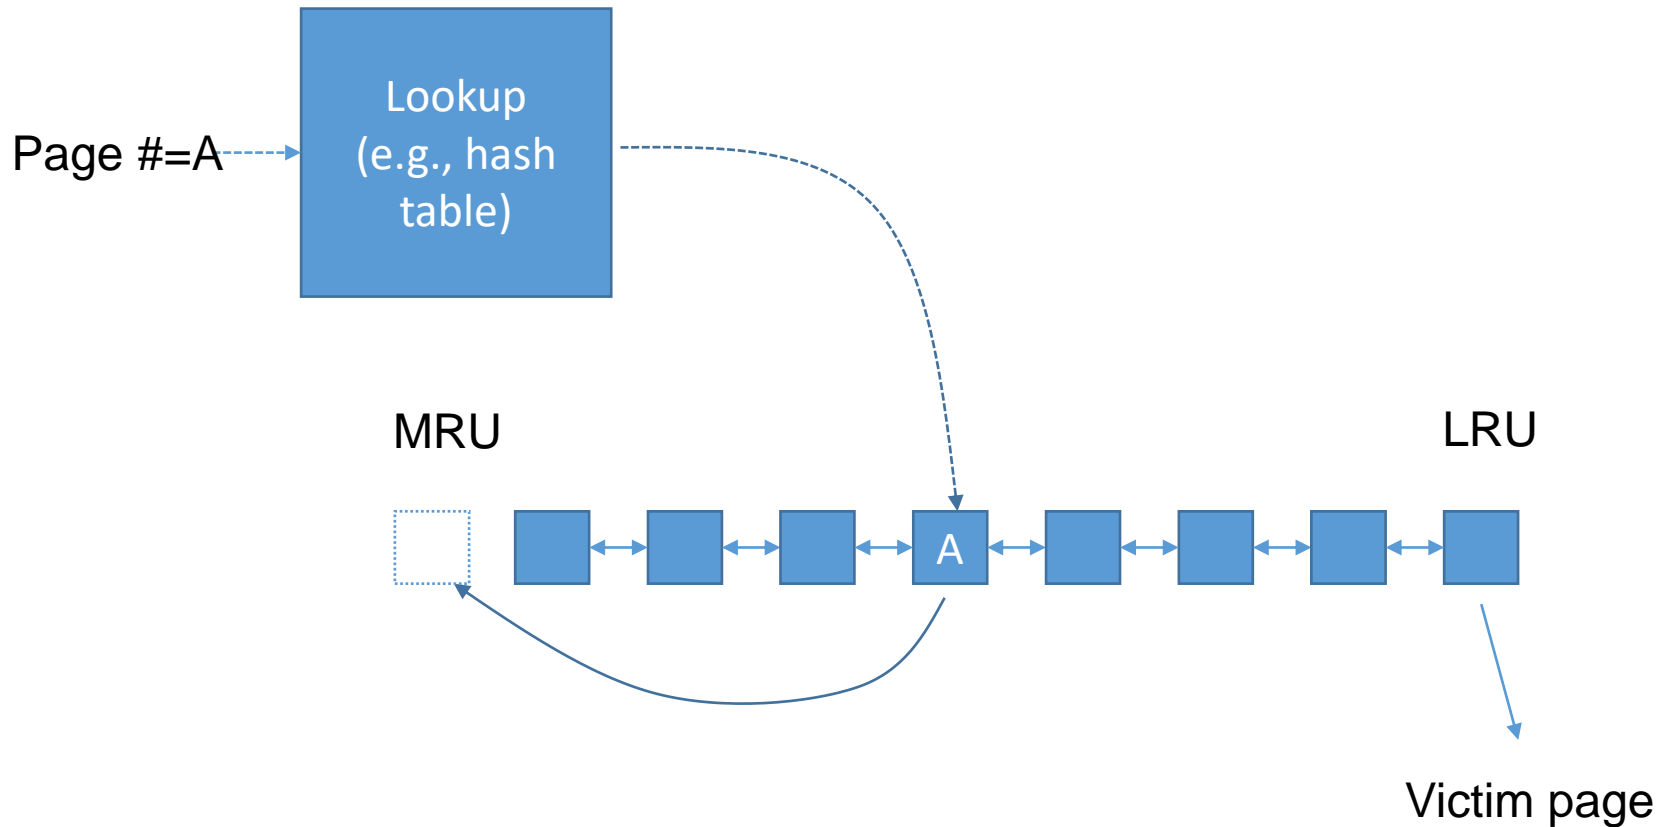 Lookup
Page #=A
(e.g., hash
table)
MRU
LRU
A
Victim page